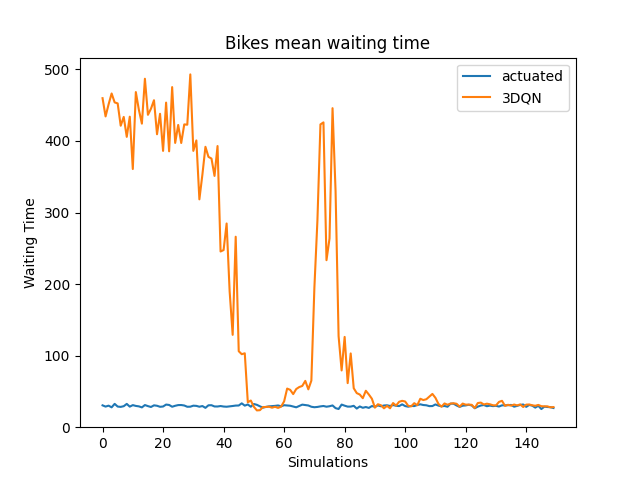 Bikes mean waiting time
actuated
3DQN
500
400
300
200
100
0
Waiting Time
0 20 40 60 80 100 120 140
Simulations